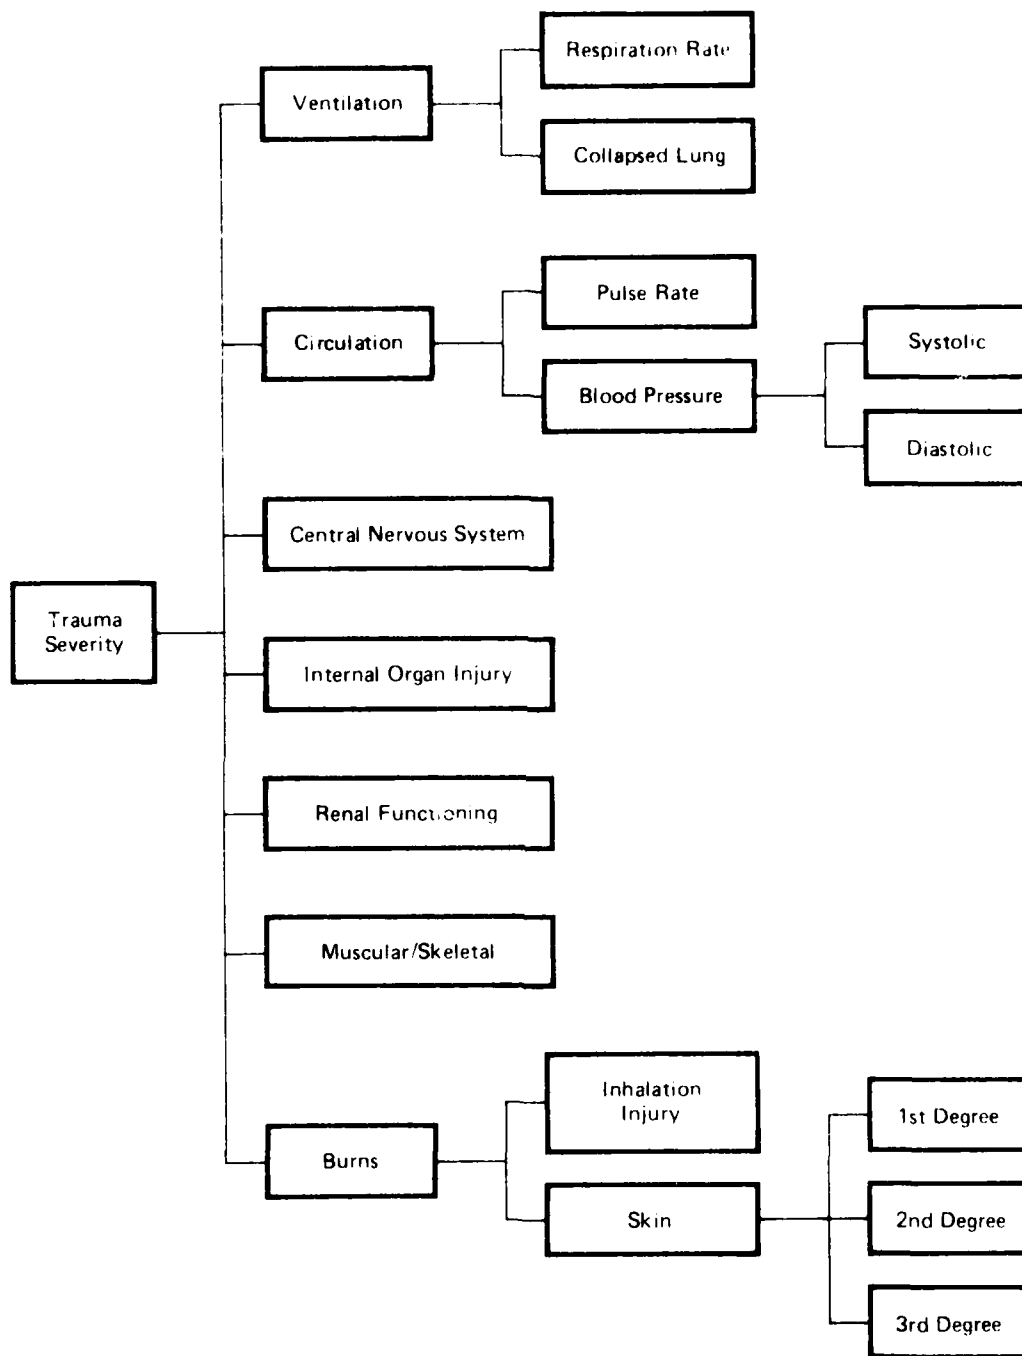 Respiration Rate
Ventilation
Collapsed Lung
Pulse Rate
Circulation
Systolic
Blood Pressure
Diastolic
Central Nervous System
Trauma
Severity
Internal Organ Injury
Renal Functioning
Muscular/Skeletal
Inhalation
Injury
1st Degree
Burns
Skin
2nd Degree
3rd Degree